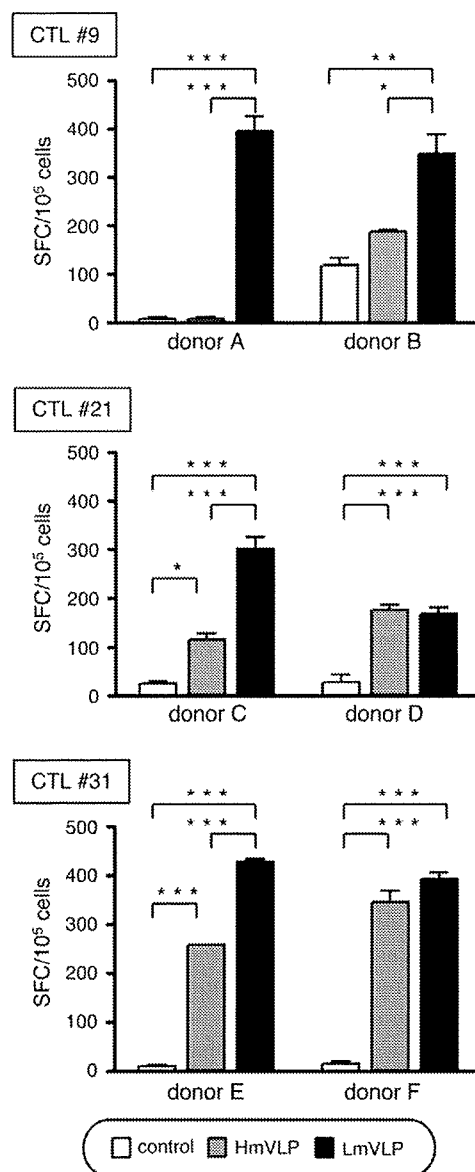 CTL #9
* * *
* * *
* *
*
500
400
300
200
100
0
SFC/10⁵ cells
donor A donor B
CTL #21
* * *
* * *
*
* * *
* * *
500
400
300
200
100
0
SFC/10⁵ cells
donor C donor D
CTL #31
* * *
* * *
* * *
* * *
* * *
500
400
300
200
100
0
SFC/10⁵ cells
donor E donor F
control HmVLP LmVLP